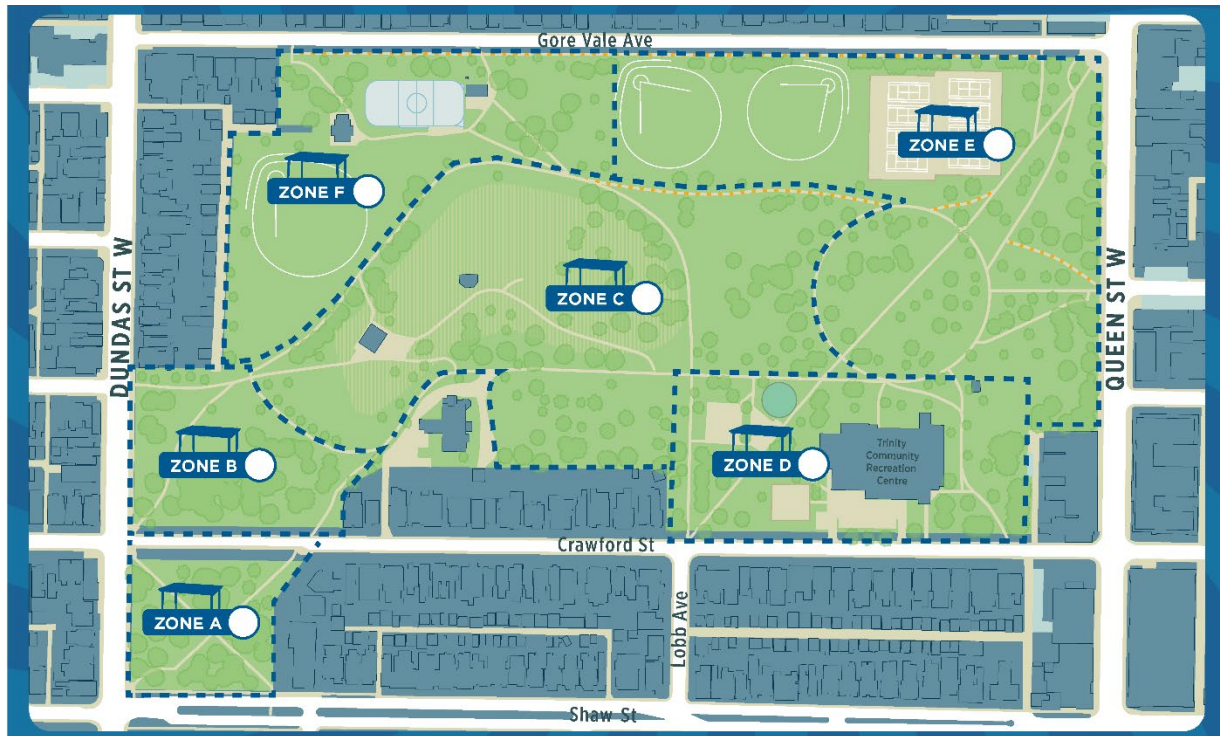 Gore Vale Ave
ZONE E
ZONE F
DUNDAS ST W
QUEEN ST W
ZONE C
ZONE B
ZONE D
Trinity
Community
Recreation
Centre
Crawford St
ZONE A
Lobb Ave
Shaw St